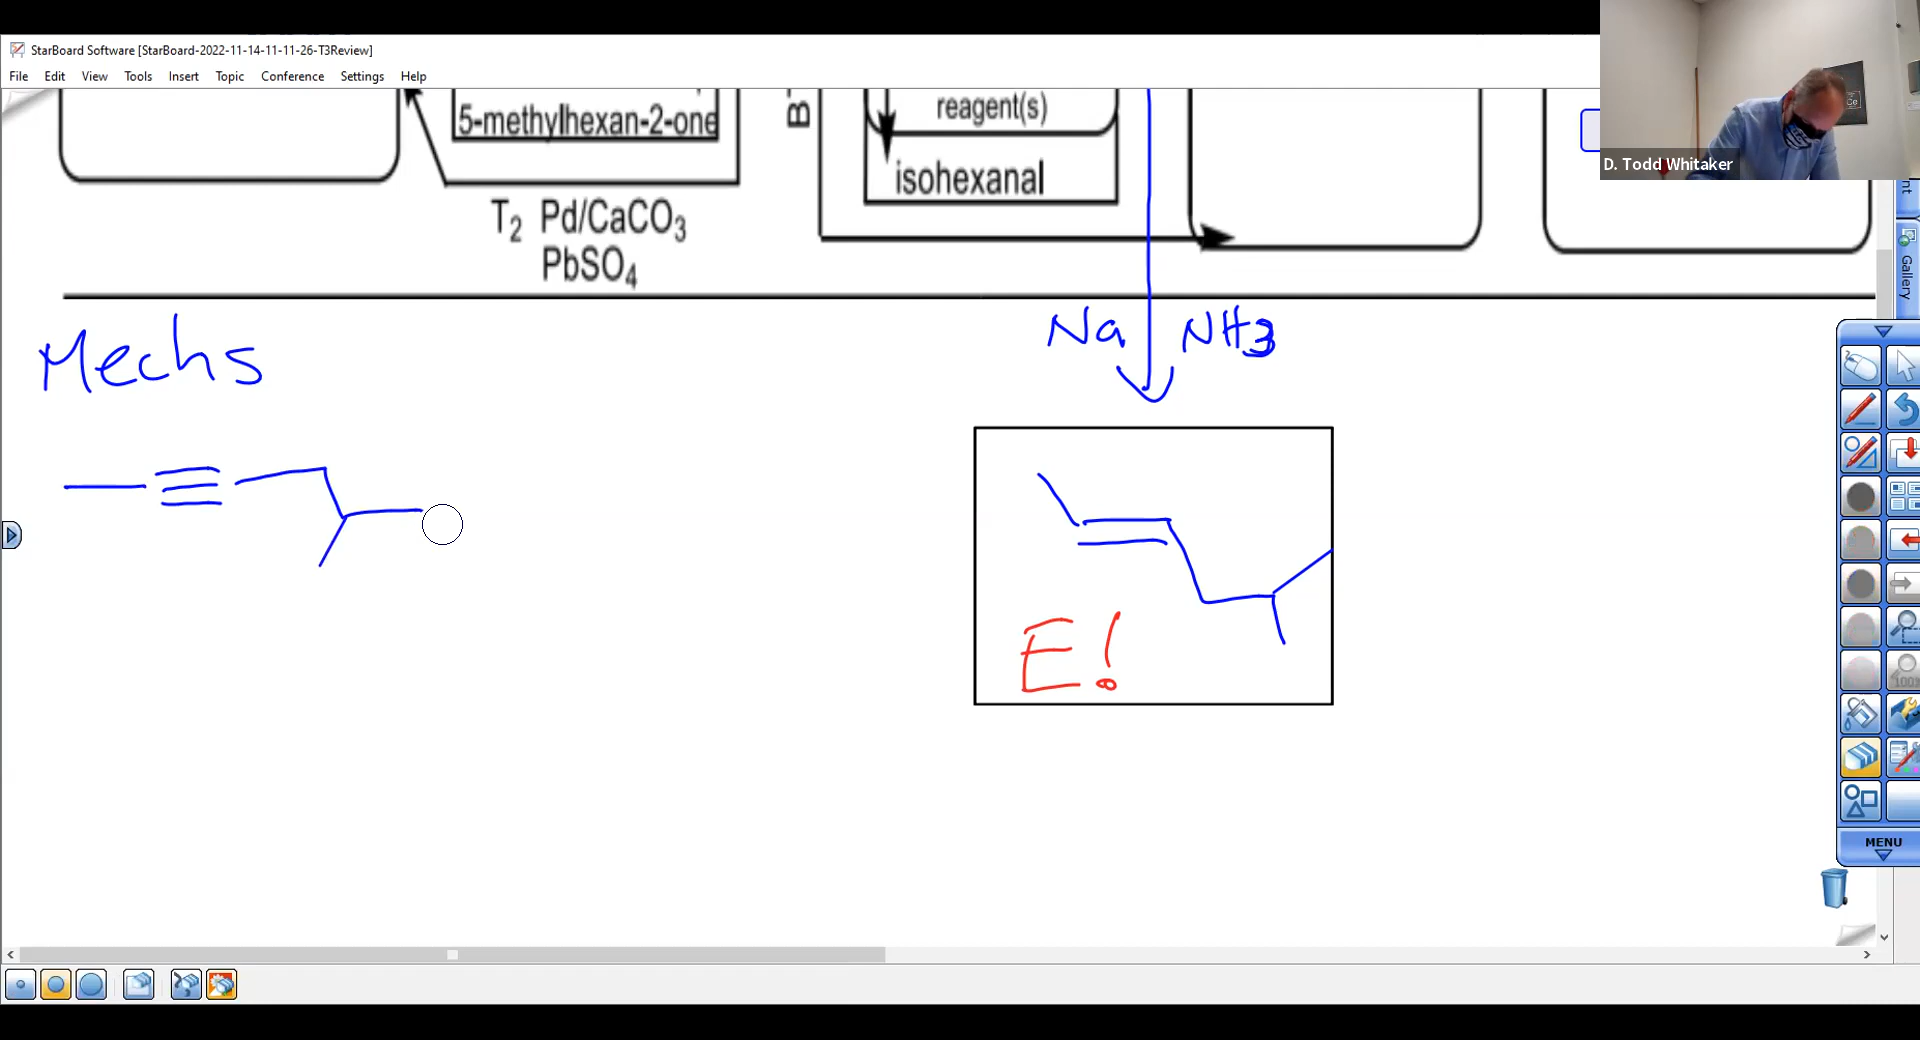 StarBoard Software [StarBoard-2022-11-14-11-11-26-T3Review]
File Edit View Tools Insert Topic Conference Settings Help
D. Todd Whitaker
5-methylhexan-2-one
B
reagent(s)
isohexanal
T2 Pd/CaCO3
PbSO4
Gallery
Mechs
Na NH3
E!
100%
MENU